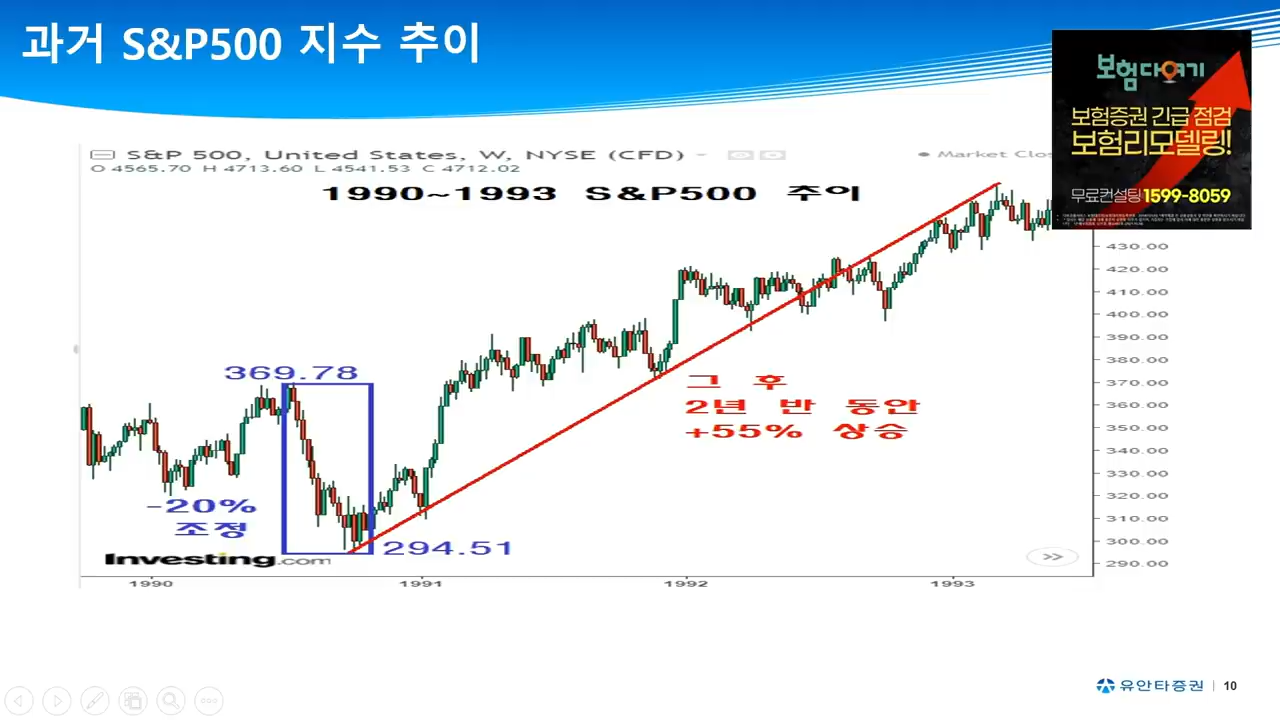 과거 S&P500 지수 추이
보험다여기
보험증권 긴급 점검
보험리모델링!
무료컨설팅 1599-8059
S&P 500, United States, W, NYSE (CFD)
Market Clo
O 4565.70 H 4713.60 L 4541.53 C 4712.02
1990~1993 S&P500 추이
430.00
420.00
410.00
400.00
390.00
380.00
370.00
360.00
350.00
340.00
330.00
320.00
310.00
300.00
290.00
369.78
그 후
2년 반 동안
+55% 상승
-20%
조정
294.51
Investing.com
1990
1991
1992
1993
유안타증권
10